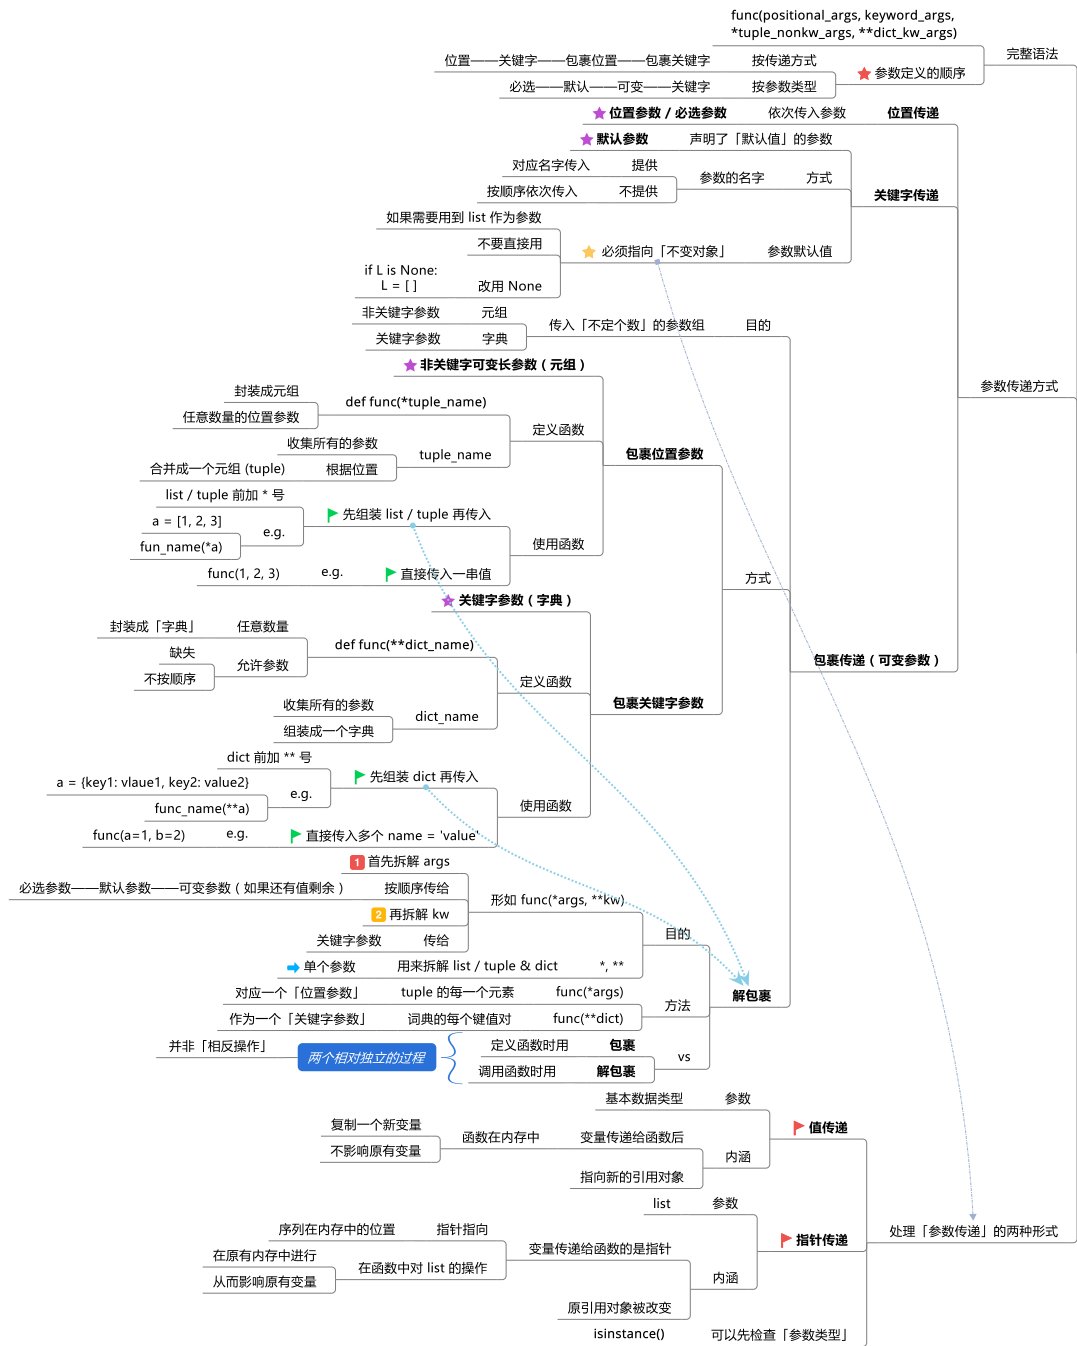 func(positional_args, keyword_args,
*tuple_nonkw_args, **dict_kw_args)
完整语法
位置——关键字——包裹位置——包裹关键字 按传递方式
参数定义的顺序
必选——默认——可变——关键字 按参数类型
位置参数 / 必选参数 依次传入参数 位置传递
默认参数 声明了「默认值」的参数
对应名字传入 提供
参数的名字 方式
按顺序依次传入 不提供
关键字传递
如果需要用到 list 作为参数
不要直接用
必须指向「不变对象」 参数默认值
if L is None:
L = [ ]
改用 None
非关键字参数 元组
传入「不定个数」的参数组 目的
关键字参数 字典
非关键字可变长参数 ( 元组 )
参数传递方式
封装成元组
def func(*tuple_name)
任意数量的位置参数
定义函数
收集所有的参数
tuple_name
合并成一个元组 (tuple) 根据位置
包裹位置参数
list / tuple 前加 * 号
先组装 list / tuple 再传入
a = [1, 2, 3]
e.g.
fun_name(*a)
使用函数
func(1, 2, 3) e.g. 直接传入一串值
方式
关键字参数 ( 字典 )
封装成「字典」 任意数量
def func(**dict_name)
缺失
允许参数
不按顺序
包裹传递 ( 可变参数 )
定义函数
收集所有的参数
dict_name
组装成一个字典
包裹关键字参数
dict 前加 ** 号
先组装 dict 再传入
a = {key1: vlaue1, key2: value2}
e.g.
func_name(**a)
使用函数
func(a=1, b=2) e.g. 直接传入多个 name = 'value'
1 首先拆解 args
必选参数——默认参数——可变参数 ( 如果还有值剩余 ) 按顺序传给
形如 func(*args, **kw)
2 再拆解 kw
关键字参数 传给
目的
单个参数 用来拆解 list / tuple & dict *, **
对应一个「位置参数」 tuple 的每一个元素 func(*args)
方法
作为一个「关键字参数」 词典的每个键值对 func(**dict)
解包裹
并非「相反操作」 两个相对独立的过程
定义函数时用 包裹
vs
调用函数时用 解包裹
基本数据类型 参数
值传递
复制一个新变量
函数在内存中 变量传递给函数后
不影响原有变量
内涵
指向新的引用对象
list 参数
指针传递
序列在内存中的位置 指针指向
变量传递给函数的是指针
在原有内存中进行
在函数中对 list 的操作
从而影响原有变量
内涵
原引用对象被改变
处理「参数传递」的两种形式
isinstance() 可以先检查「参数类型」